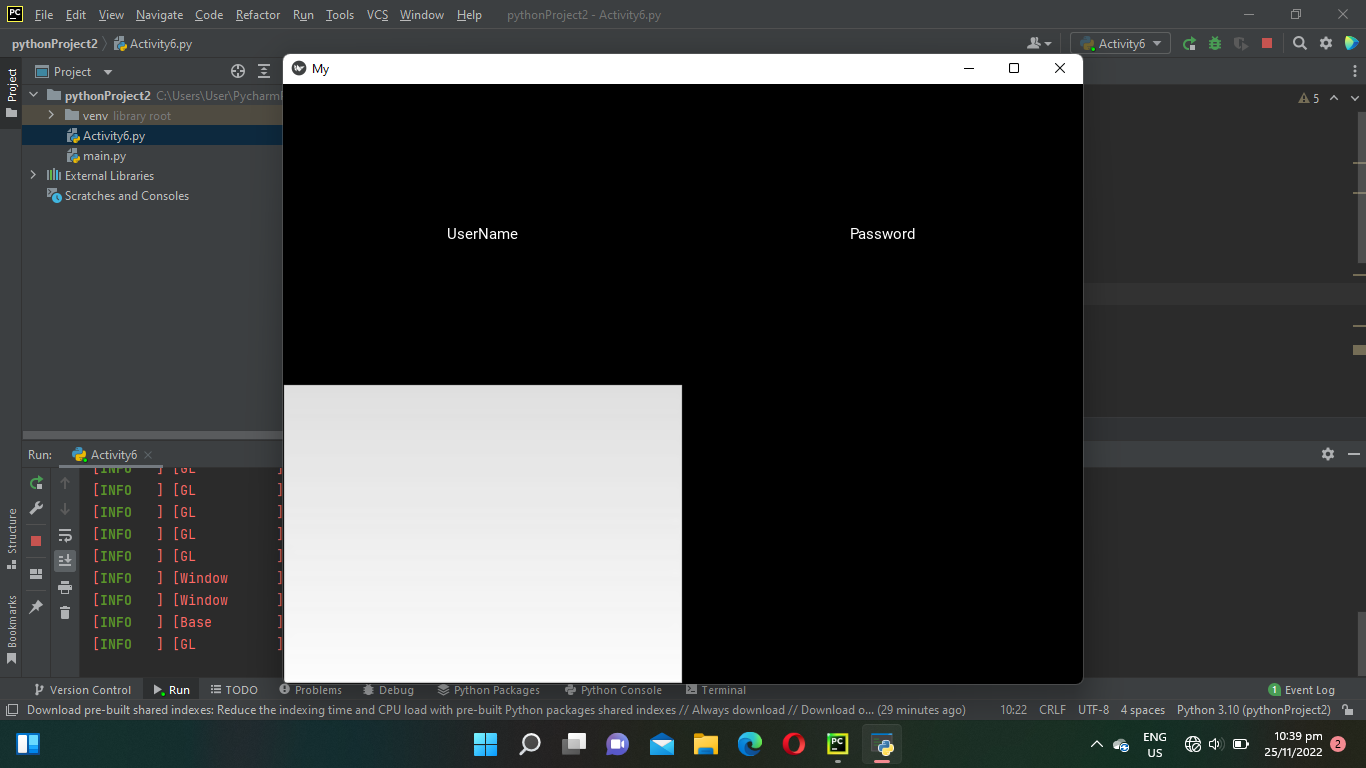 PC File Edit View Navigate Code Refactor Run Tools VCS Window Help pythonProject2 - Activity6.py
pythonProject2 Activity6.py Activity6
Project Project
My
pythonProject2 C:\Users\User\Pycharm
5
venv library root
Activity6.py
main.py
External Libraries
Scratches and Consoles
UserName Password
Run: Activity6
[INFO ] [GL ]
[INFO ] [GL ]
[INFO ] [GL ]
[INFO ] [GL ]
[INFO ] [GL ]
[INFO ] [Window ]
[INFO ] [Window ]
[INFO ] [Base ]
[INFO ] [GL ]
Structure
Bookmarks
Version Control Run TODO Problems Debug Python Packages Python Console Terminal 1 Event Log
Download pre-built shared indexes: Reduce the indexing time and CPU load with pre-built Python packages shared indexes // Always download // Download o... (29 minutes ago) 10:22 CRLF UTF-8 4 spaces Python 3.10 (pythonProject2)
PC
ENG
US
10:39 pm
25/11/2022
2